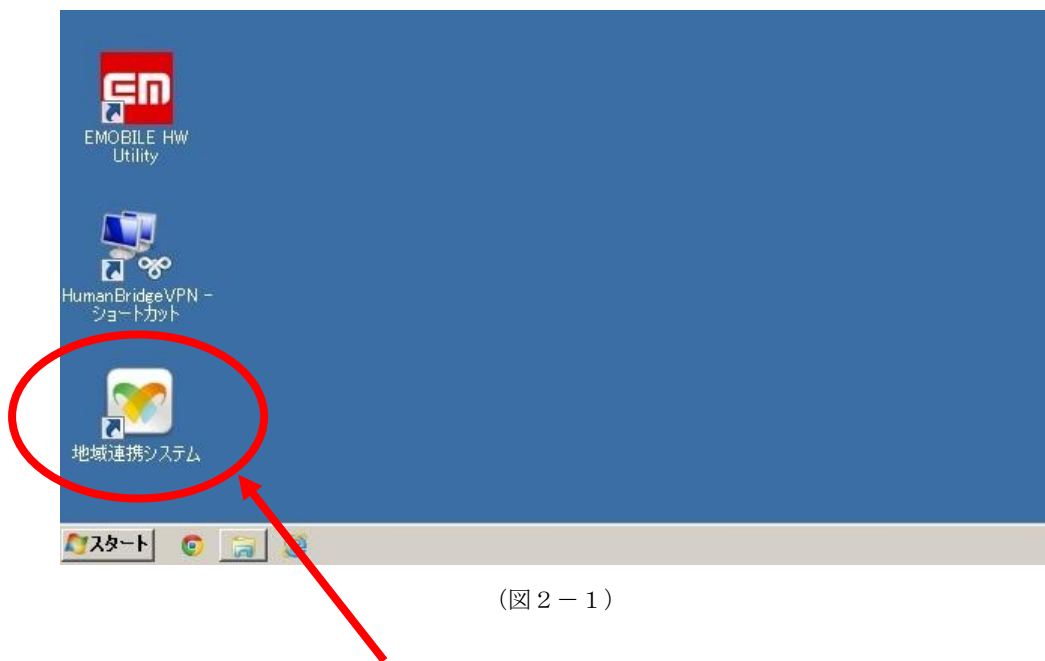 EM
EMOBILE HW
Utility
HumanBridgeVPN -
ショートカット
地域連携システム
スタート
（図２－１）